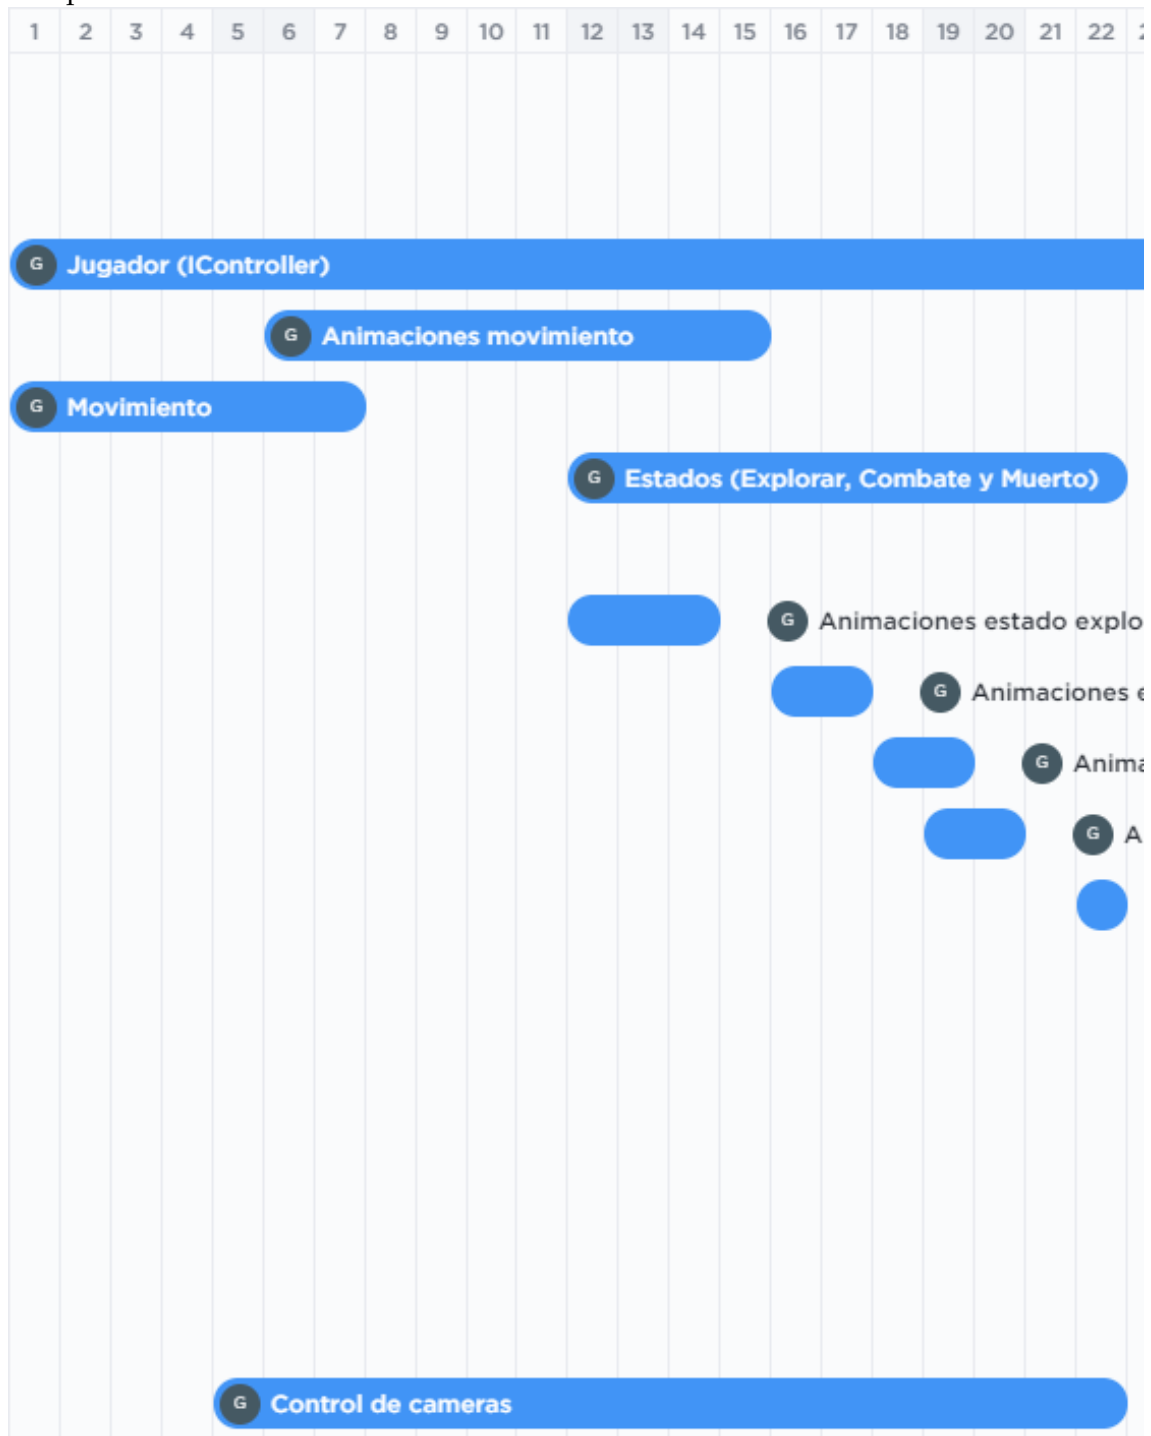 1 2 3 4 5 6 7 8 9 10 11 12 13 14 15 16 17 18 19 20 21 22
G Jugador (IController)
G Animaciones movimiento
G Movimiento
G Estados (Explorar, Combate y Muerto)
G Animaciones estado explo
G Animaciones e
G Anima
G A
G Control de cameras